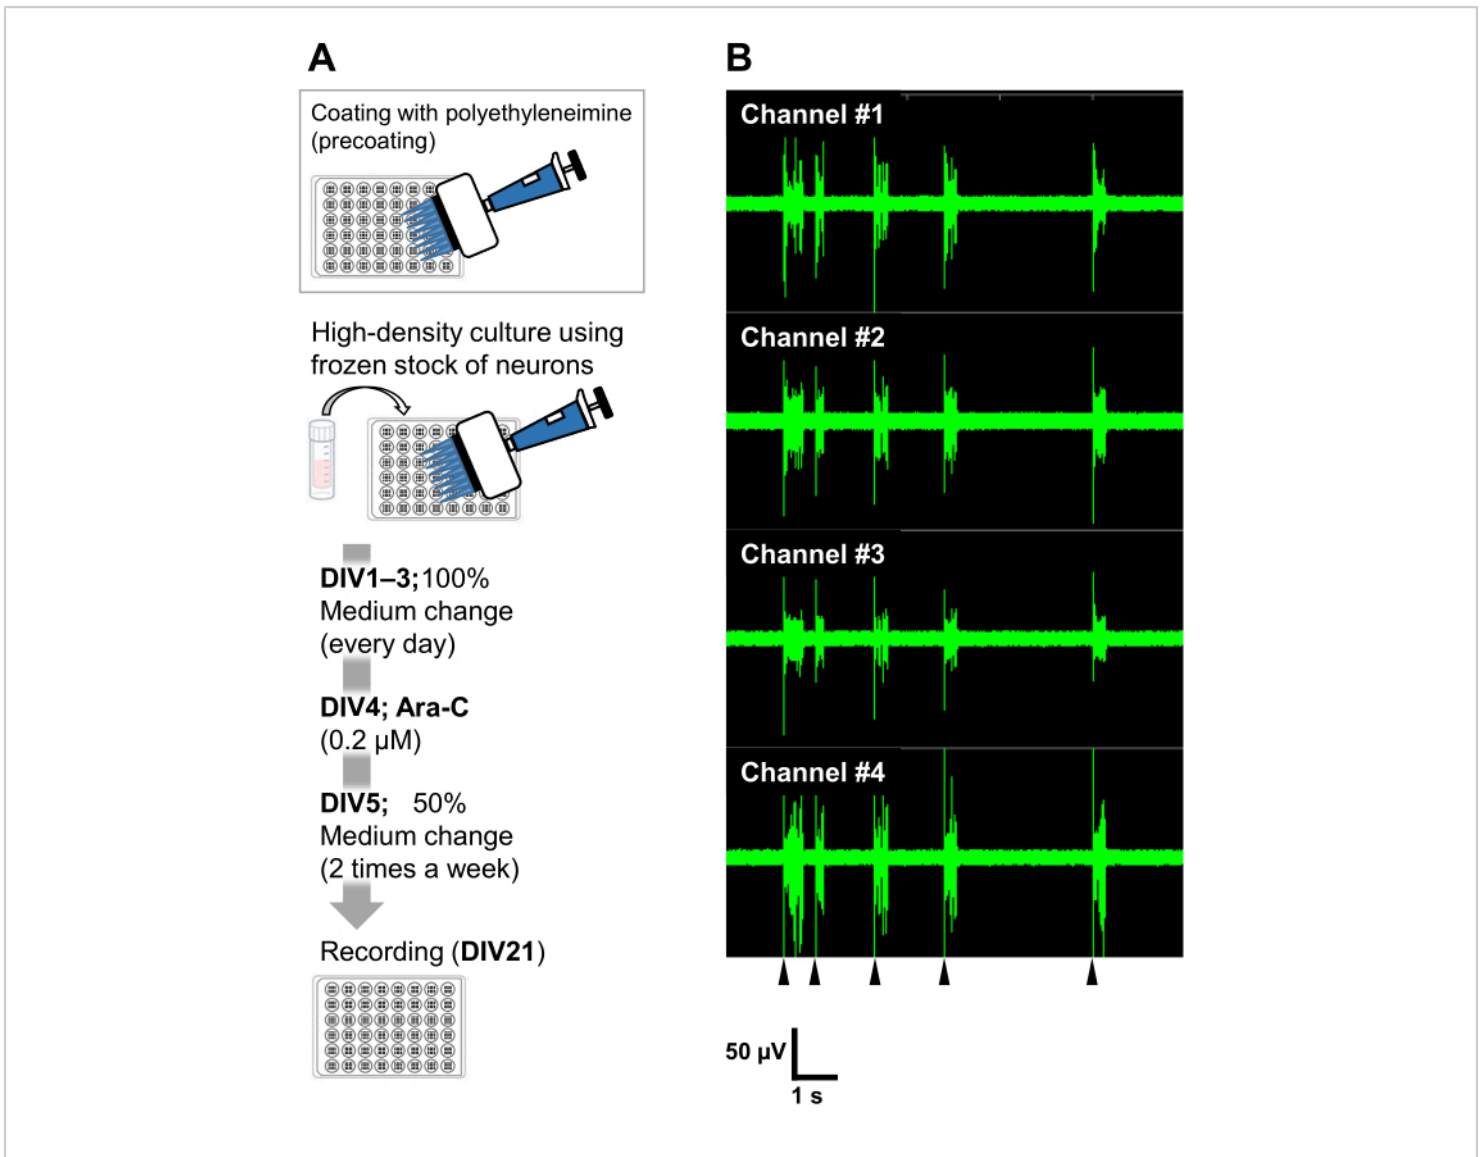 A
Coating with polyethyleneimine
(precoating)
High-density culture using
frozen stock of neurons
DIV1–3;100%
Medium change
(every day)
DIV4; Ara-C
(0.2 µM)
DIV5; 50%
Medium change
(2 times a week)
Recording (DIV21)
B
Channel #1
Channel #2
Channel #3
Channel #4
50 µV
1 s